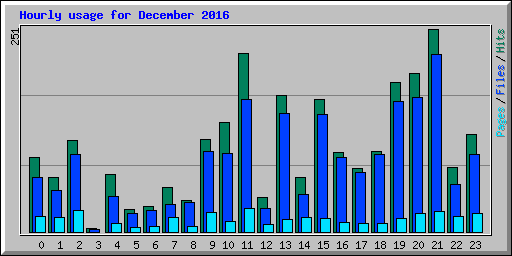 Hourly usage for December 2016
251
Pages/Files/Hits
0 1 2 3 4 5 6 7 8 9 10 11 12 13 14 15 16 17 18 19 20 21 22 23